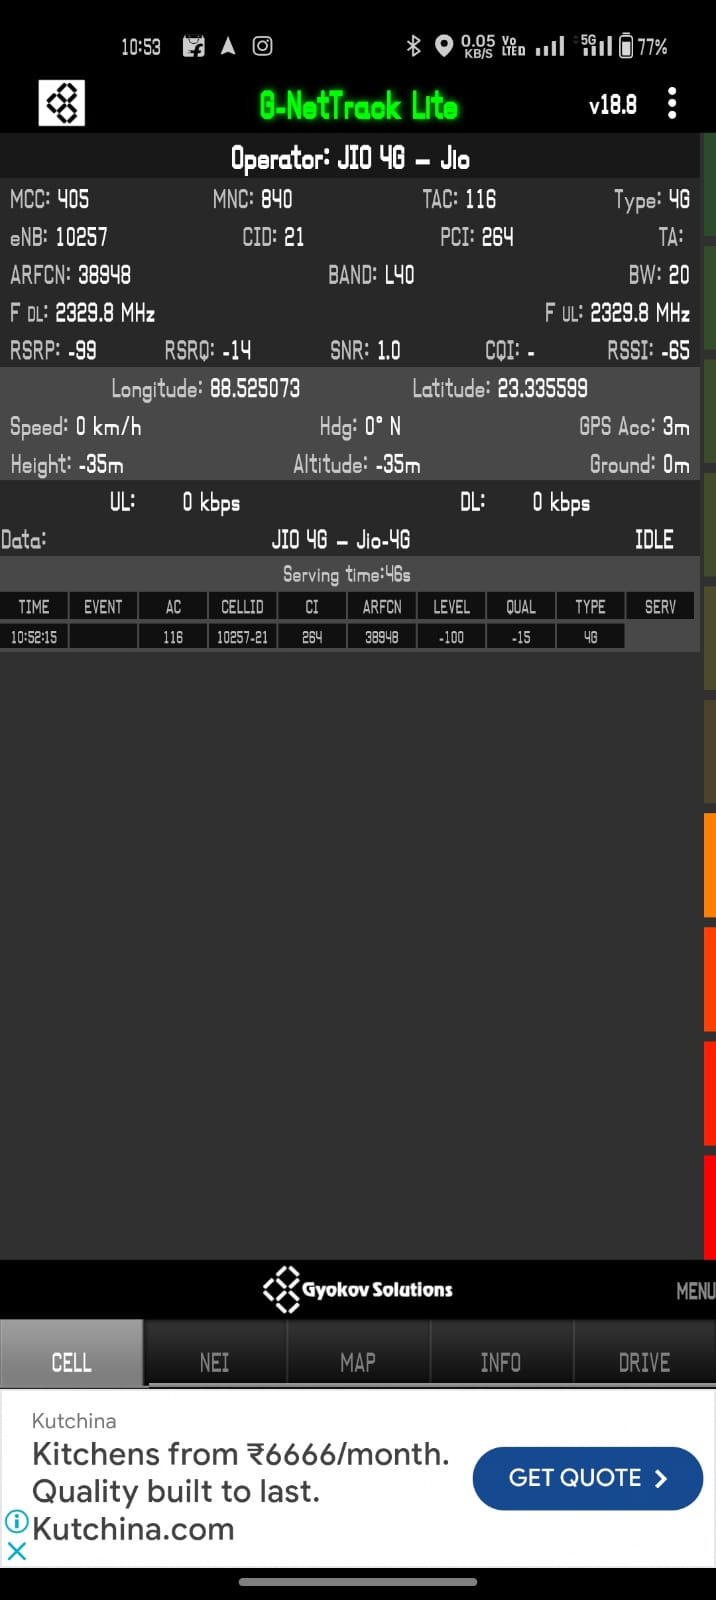 10:53 0.05 KB/S Vo LTED 5G 77%
G-NetTrack Lite v18.8
Operator: JIO 4G – Jio
MCC: 405 MNC: 840 TAC: 116 Type: 4G
eNB: 10257 CID: 21 PCI: 264 TA:
ARFCN: 38948 BAND: L40 BW: 20
F DL: 2329.8 MHz F UL: 2329.8 MHz
RSRP: -99 RSRQ: -14 SNR: 1.0 CQI: - RSSI: -65
Longitude: 88.525073 Latitude: 23.335599
Speed: 0 km/h Hdg: 0° N GPS Acc: 3m
Height: -35m Altitude: -35m Ground: 0m
UL: 0 kbps DL: 0 kbps
Data: JIO 4G – Jio-4G IDLE
Serving time:46s
TIME EVENT AC CELLID CI ARFCN LEVEL QUAL TYPE SERV
10:52:15 116 10257-21 264 38948 -100 -15 4G
Gyokov Solutions MENU
CELL NEI MAP INFO DRIVE
Kutchina
Kitchens from ₹6666/month.
Quality built to last.
Kutchina.com
GET QUOTE